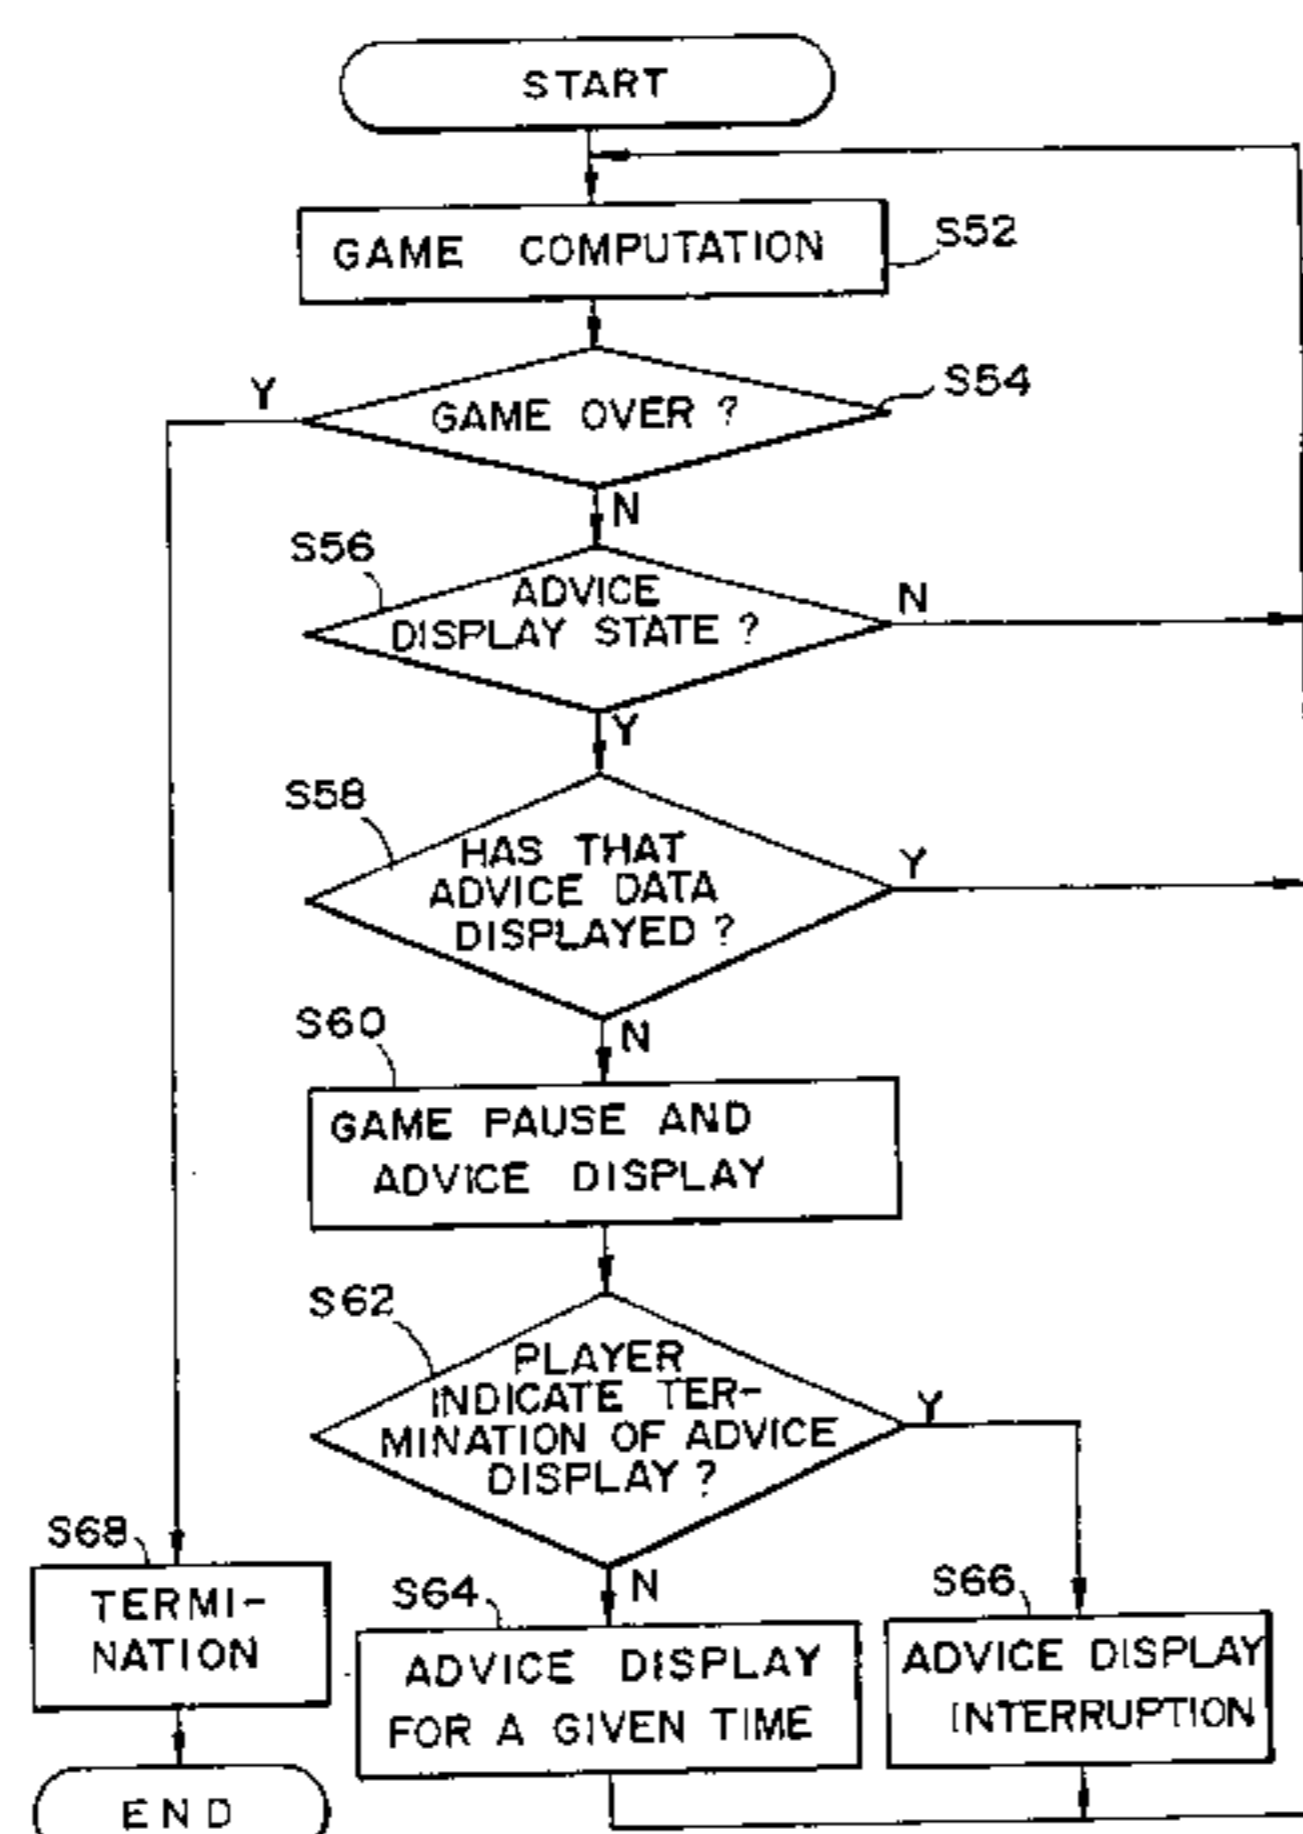 START
GAME COMPUTATION
S52
Y
GAME OVER ?
S54
N
S56
ADVICE
DISPLAY STATE ?
N
Y
S58
HAS THAT
ADVICE DATA
DISPLAYED ?
Y
N
S60
GAME PAUSE AND
ADVICE DISPLAY
S62
PLAYER
INDICATE TER-
MINATION OF ADVICE
DISPLAY ?
Y
N
S68
TERMI-
NATION
S64
ADVICE DISPLAY
FOR A GIVEN TIME
S66
ADVICE DISPLAY
INTERRUPTION
END